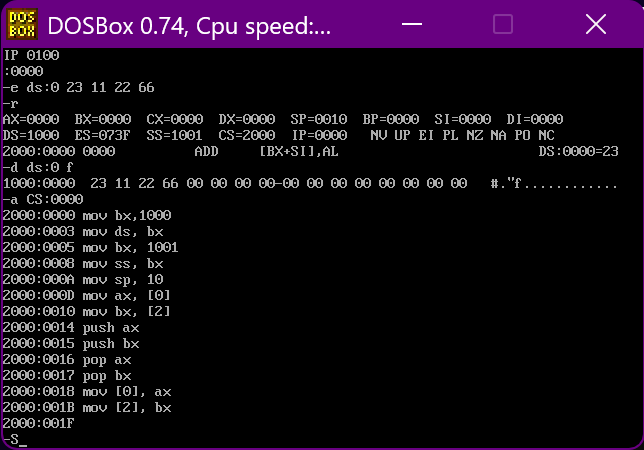 DOS
BOX
DOSBox 0.74, Cpu speed:...
IP 0100
:0000
-e ds:0 23 11 22 66
-r
AX=0000  BX=0000  CX=0000  DX=0000  SP=0010  BP=0000  SI=0000  DI=0000
DS=1000  ES=073F  SS=1001  CS=2000  IP=0000   NV UP EI PL NZ NA PO NC
2000:0000 0000          ADD     [BX+SI],AL                         DS:0000=23
-d ds:0 f
1000:0000  23 11 22 66 00 00 00 00-00 00 00 00 00 00 00 00   #."f............
-a CS:0000
2000:0000 mov bx,1000
2000:0003 mov ds, bx
2000:0005 mov bx, 1001
2000:0008 mov ss, bx
2000:000A mov sp, 10
2000:000D mov ax, [0]
2000:0010 mov bx, [2]
2000:0014 push ax
2000:0015 push bx
2000:0016 pop ax
2000:0017 pop bx
2000:0018 mov [0], ax
2000:001B mov [2], bx
2000:001F
-S_